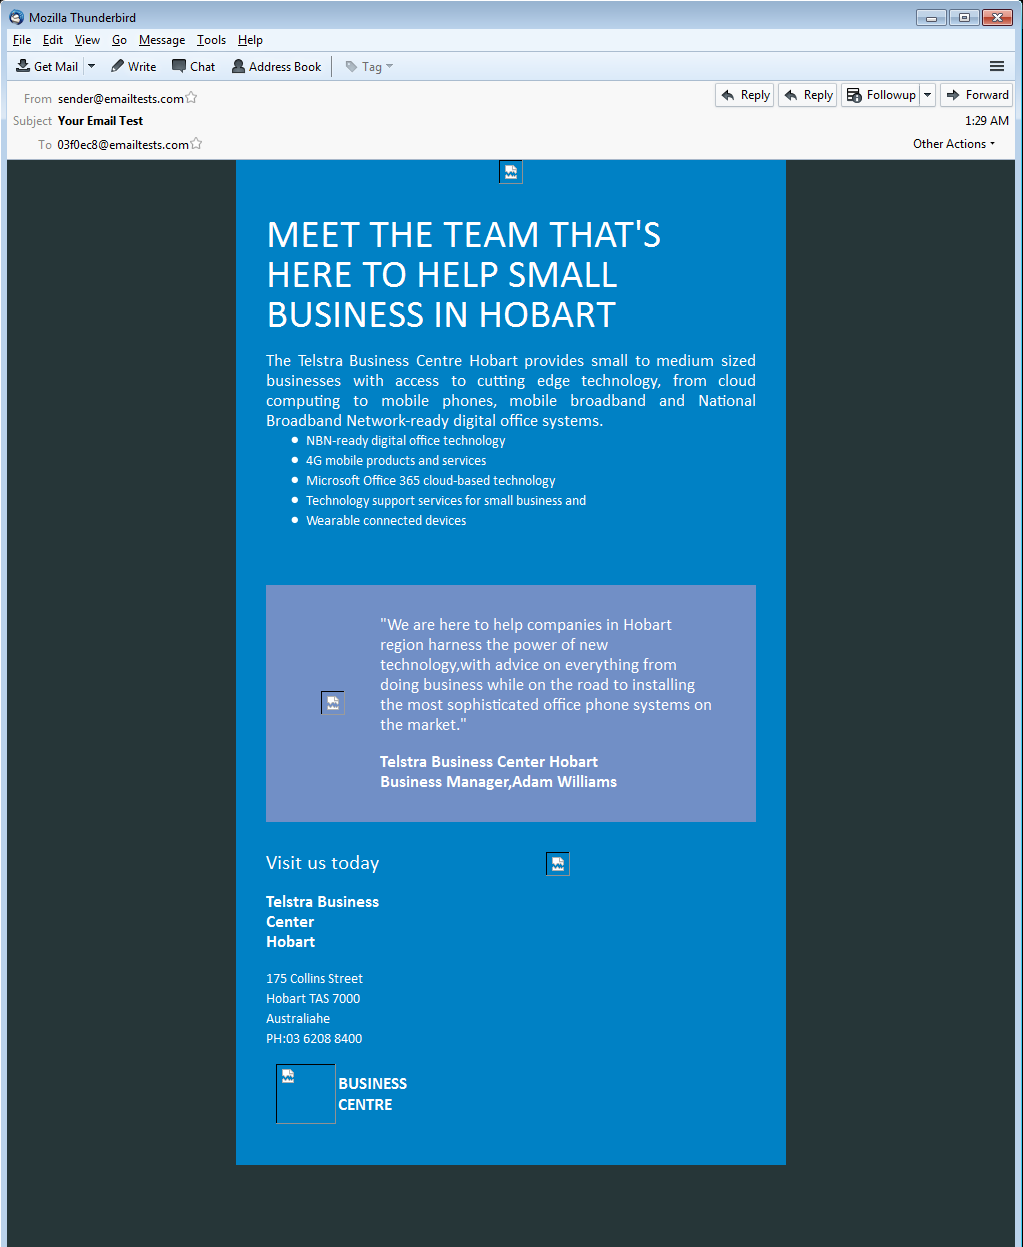 Mozilla Thunderbird
File Edit View Go Message Tools Help
Get Mail Write Chat Address Book Tag
From sender@emailtests.com Reply Reply Followup Forward
Subject Your Email Test 1:29 AM
To 03f0ec8@emailtests.com Other Actions
MEET THE TEAM THAT'S
HERE TO HELP SMALL
BUSINESS IN HOBART
The Telstra Business Centre Hobart provides small to medium sized
businesses with access to cutting edge technology, from cloud
computing to mobile phones, mobile broadband and National
Broadband Network-ready digital office systems.
NBN-ready digital office technology
4G mobile products and services
Microsoft Office 365 cloud-based technology
Technology support services for small business and
Wearable connected devices
"We are here to help companies in Hobart
region harness the power of new
technology,with advice on everything from
doing business while on the road to installing
the most sophisticated office phone systems on
the market."
Telstra Business Center Hobart
Business Manager,Adam Williams
Visit us today
Telstra Business
Center
Hobart
175 Collins Street
Hobart TAS 7000
Australiahe
PH:03 6208 8400
BUSINESS
CENTRE